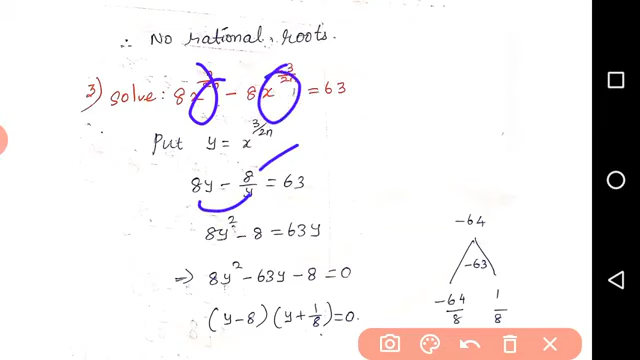 ∴ No rational roots.
3) Solve: 8x^{3/2n} − 8x^{-3/2n} = 63
Put y = x^{3/2n}
8y − 8/y = 63
8y² − 8 = 63y
⇒ 8y² − 63y − 8 = 0
(y−8)(y+1/8)=0.
−64
−63
−64/8 1/8